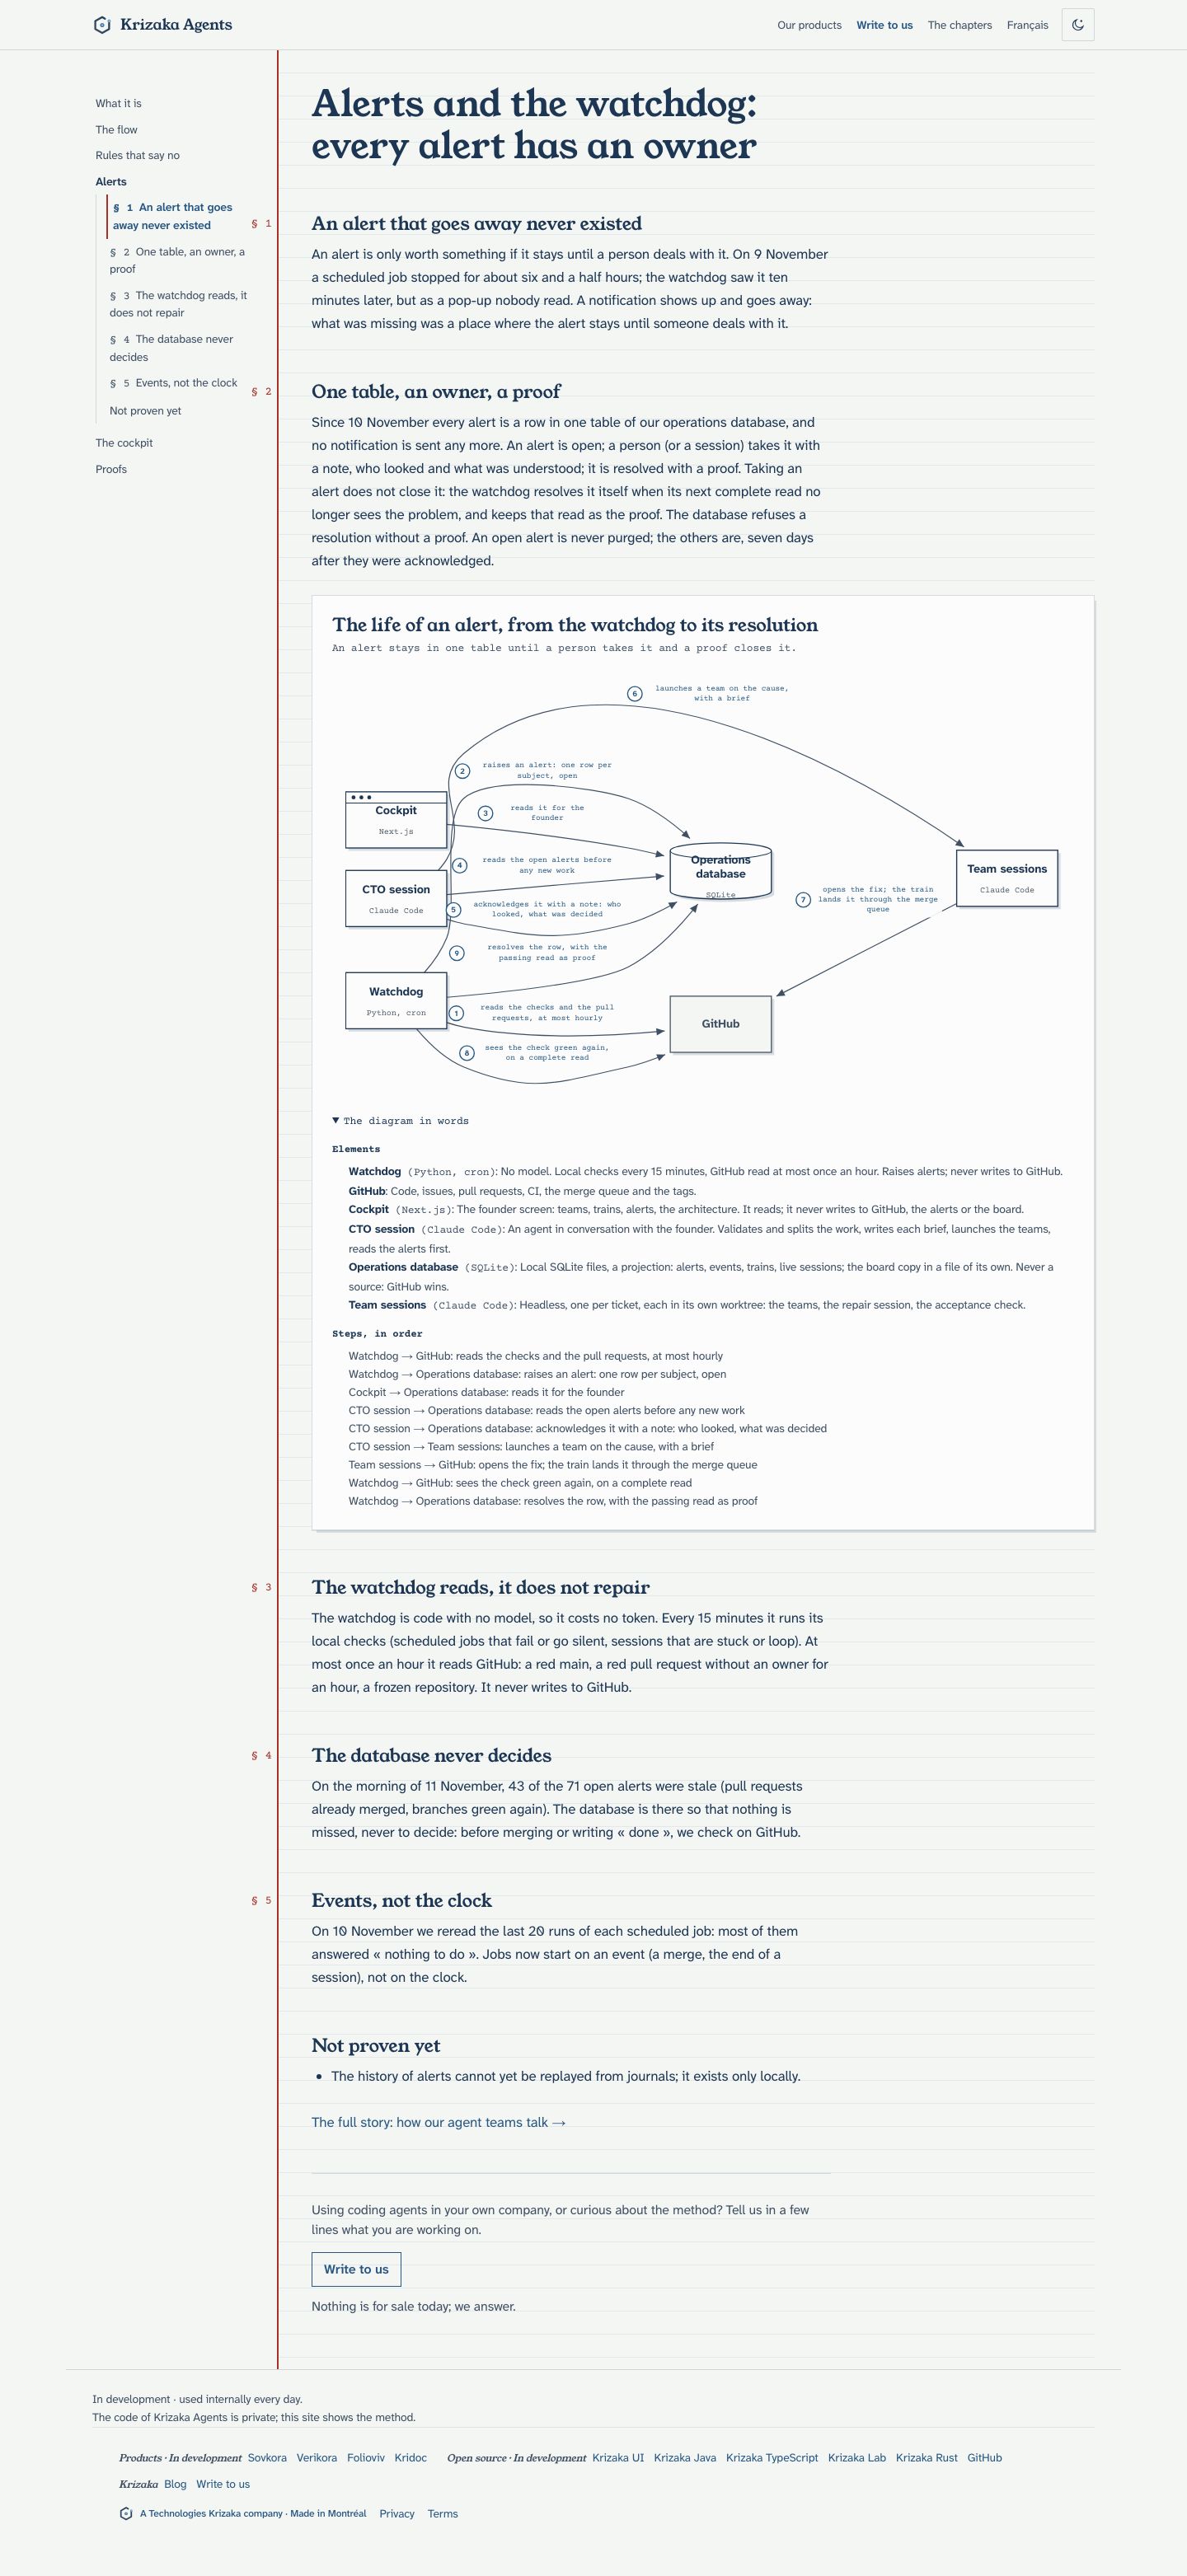 Krizaka Agents
Our products
Write to us
The chapters
Français
What it is
The flow
Rules that say no
Alerts
§ 1 An alert that goes
away never existed
§ 2 One table, an owner, a
proof
§ 3 The watchdog reads, it
does not repair
§ 4 The database never
decides
§ 5 Events, not the clock
Not proven yet
The cockpit
Proofs
Alerts and the watchdog:
every alert has an owner
§ 1
An alert that goes away never existed
An alert is only worth something if it stays until a person deals with it. On 9 November
a scheduled job stopped for about six and a half hours; the watchdog saw it ten
minutes later, but as a pop-up nobody read. A notification shows up and goes away:
what was missing was a place where the alert stays until someone deals with it.
§ 2
One table, an owner, a proof
Since 10 November every alert is a row in one table of our operations database, and
no notification is sent any more. An alert is open; a person (or a session) takes it with
a note, who looked and what was understood; it is resolved with a proof. Taking an
alert does not close it: the watchdog resolves it itself when its next complete read no
longer sees the problem, and keeps that read as the proof. The database refuses a
resolution without a proof. An open alert is never purged; the others are, seven days
after they were acknowledged.
The life of an alert, from the watchdog to its resolution
An alert stays in one table until a person takes it and a proof closes it.
6
launches a team on the cause,
with a brief
2
raises an alert: one row per
subject, open
Cockpit
Next.js
3
reads it for the
founder
4
reads the open alerts before
any new work
CTO session
Claude Code
5
acknowledges it with a note: who
looked, what was decided
Operations
database
SQLite
Team sessions
Claude Code
7
opens the fix; the train
lands it through the merge
queue
9
resolves the row, with the
passing read as proof
Watchdog
Python, cron
1
reads the checks and the pull
requests, at most hourly
GitHub
8
sees the check green again,
on a complete read
▼ The diagram in words
Elements
Watchdog (Python, cron): No model. Local checks every 15 minutes, GitHub read at most once an hour. Raises alerts; never writes to GitHub.
GitHub: Code, issues, pull requests, CI, the merge queue and the tags.
Cockpit (Next.js): The founder screen: teams, trains, alerts, the architecture. It reads; it never writes to GitHub, the alerts or the board.
CTO session (Claude Code): An agent in conversation with the founder. Validates and splits the work, writes each brief, launches the teams,
reads the alerts first.
Operations database (SQLite): Local SQLite files, a projection: alerts, events, trains, live sessions; the board copy in a file of its own. Never a
source: GitHub wins.
Team sessions (Claude Code): Headless, one per ticket, each in its own worktree: the teams, the repair session, the acceptance check.
Steps, in order
Watchdog → GitHub: reads the checks and the pull requests, at most hourly
Watchdog → Operations database: raises an alert: one row per subject, open
Cockpit → Operations database: reads it for the founder
CTO session → Operations database: reads the open alerts before any new work
CTO session → Operations database: acknowledges it with a note: who looked, what was decided
CTO session → Team sessions: launches a team on the cause, with a brief
Team sessions → GitHub: opens the fix; the train lands it through the merge queue
Watchdog → GitHub: sees the check green again, on a complete read
Watchdog → Operations database: resolves the row, with the passing read as proof
§ 3
The watchdog reads, it does not repair
The watchdog is code with no model, so it costs no token. Every 15 minutes it runs its
local checks (scheduled jobs that fail or go silent, sessions that are stuck or loop). At
most once an hour it reads GitHub: a red main, a red pull request without an owner for
an hour, a frozen repository. It never writes to GitHub.
§ 4
The database never decides
On the morning of 11 November, 43 of the 71 open alerts were stale (pull requests
already merged, branches green again). The database is there so that nothing is
missed, never to decide: before merging or writing « done », we check on GitHub.
§ 5
Events, not the clock
On 10 November we reread the last 20 runs of each scheduled job: most of them
answered « nothing to do ». Jobs now start on an event (a merge, the end of a
session), not on the clock.
Not proven yet
• The history of alerts cannot yet be replayed from journals; it exists only locally.
The full story: how our agent teams talk →
Using coding agents in your own company, or curious about the method? Tell us in a few
lines what you are working on.
Write to us
Nothing is for sale today; we answer.
In development · used internally every day.
The code of Krizaka Agents is private; this site shows the method.
Products · In development Sovkora Verikora Folioviv Kridoc Open source · In development Krizaka UI Krizaka Java Krizaka TypeScript Krizaka Lab Krizaka Rust GitHub
Krizaka Blog Write to us
A Technologies Krizaka company · Made in Montréal Privacy Terms